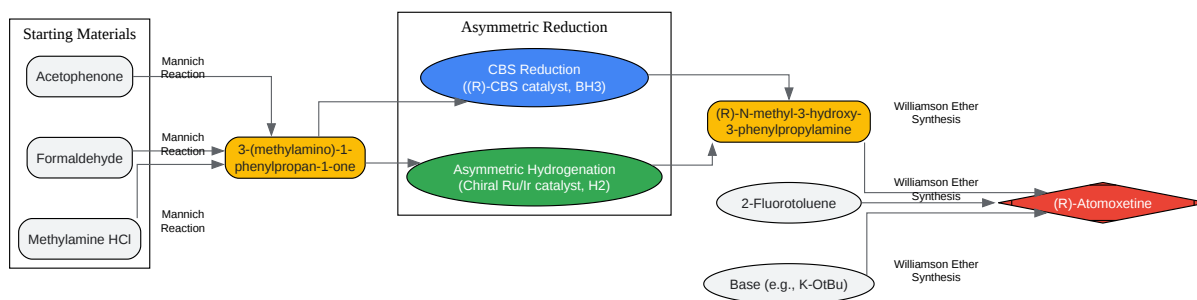 Starting Materials
Acetophenone
Formaldehyde
Methylamine HCl
Mannich
Reaction
Mannich
Reaction
Mannich
Reaction
3-(methylamino)-1-
phenylpropan-1-one
Asymmetric Reduction
CBS Reduction
((R)-CBS catalyst, BH3)
Asymmetric Hydrogenation
(Chiral Ru/Ir catalyst, H2)
(R)-N-methyl-3-hydroxy-
3-phenylpropylamine
2-Fluorotoluene
Base (e.g., K-OtBu)
Williamson Ether
Synthesis
Williamson Ether
Synthesis
Williamson Ether
Synthesis
(R)-Atomoxetine